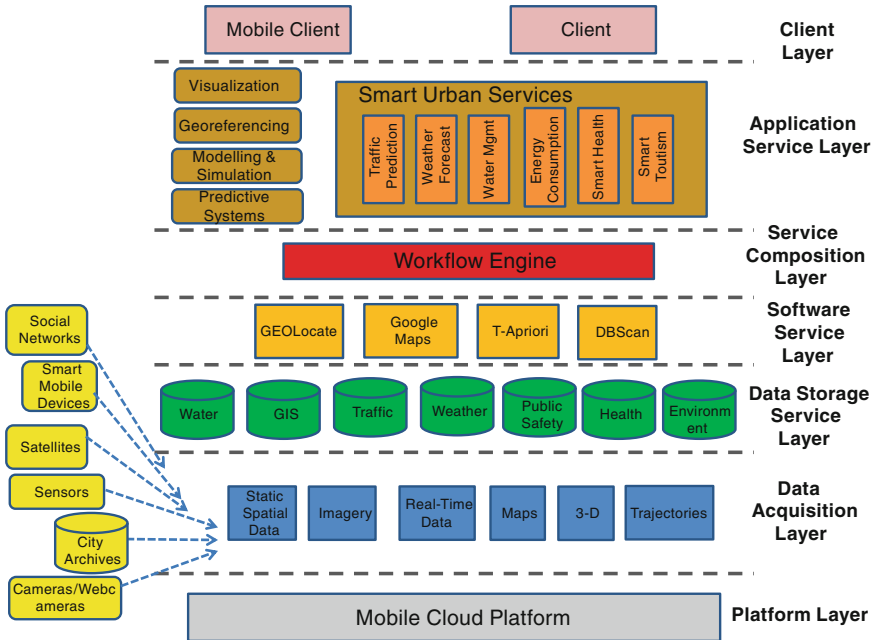 Mobile Client
Client
Client
Layer
Visualization
Georeferencing
Modelling &
Simulation
Predictive
Systems
Smart Urban Services
Traffic
Prediction
Weather
Forecast
Water Mgmt
Energy
Consumption
Smart Health
Smart
Toutism
Application
Service Layer
Workflow Engine
Service
Composition
Layer
GEOLocate
Google
Maps
T-Apriori
DBScan
Software
Service
Layer
Water
GIS
Traffic
Weather
Public
Safety
Health
Environm
ent
Data Storage
Service
Layer
Social
Networks
Smart
Mobile
Devices
Satellites
Sensors
City
Archives
Cameras/Webc
ameras
Static
Spatial
Data
Imagery
Real-Time
Data
Maps
3-D
Trajectories
Data
Acquisition
Layer
Mobile Cloud Platform
Platform Layer